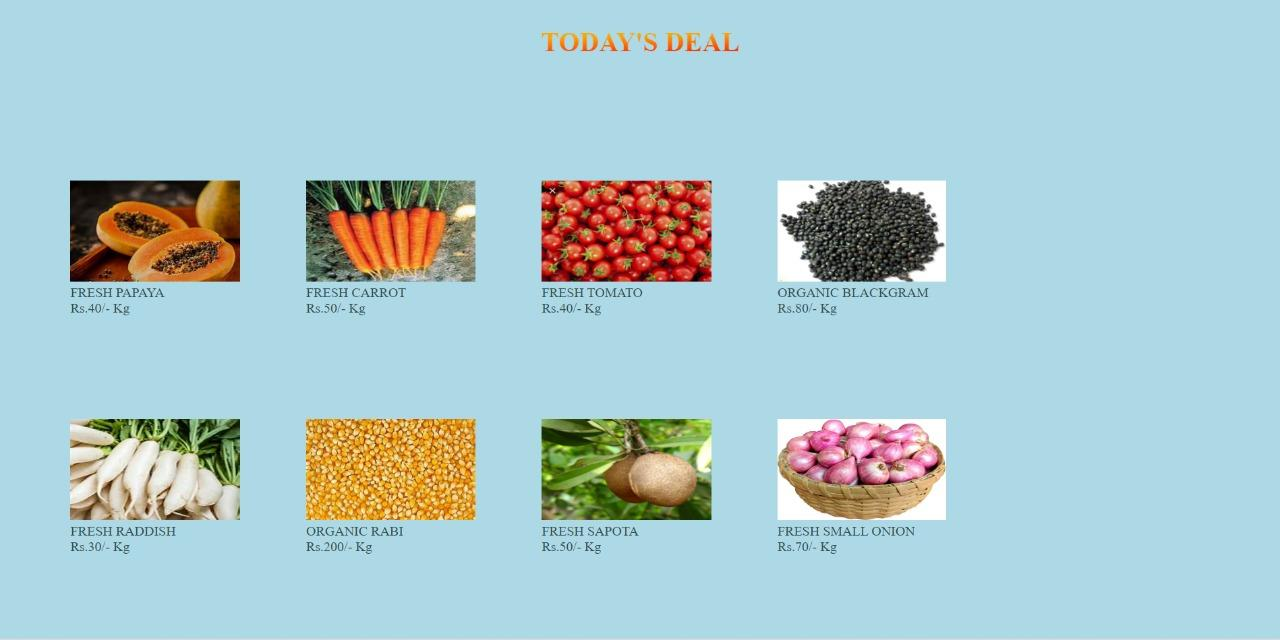 TODAY'S DEAL
FRESH PAPAYA
Rs.40/- Kg
FRESH CARROT
Rs.50/- Kg
FRESH TOMATO
Rs.40/- Kg
ORGANIC BLACKGRAM
Rs.80/- Kg
FRESH RADDISH
Rs.30/- Kg
ORGANIC RABI
Rs.200/- Kg
FRESH SAPOTA
Rs.50/- Kg
FRESH SMALL ONION
Rs.70/- Kg